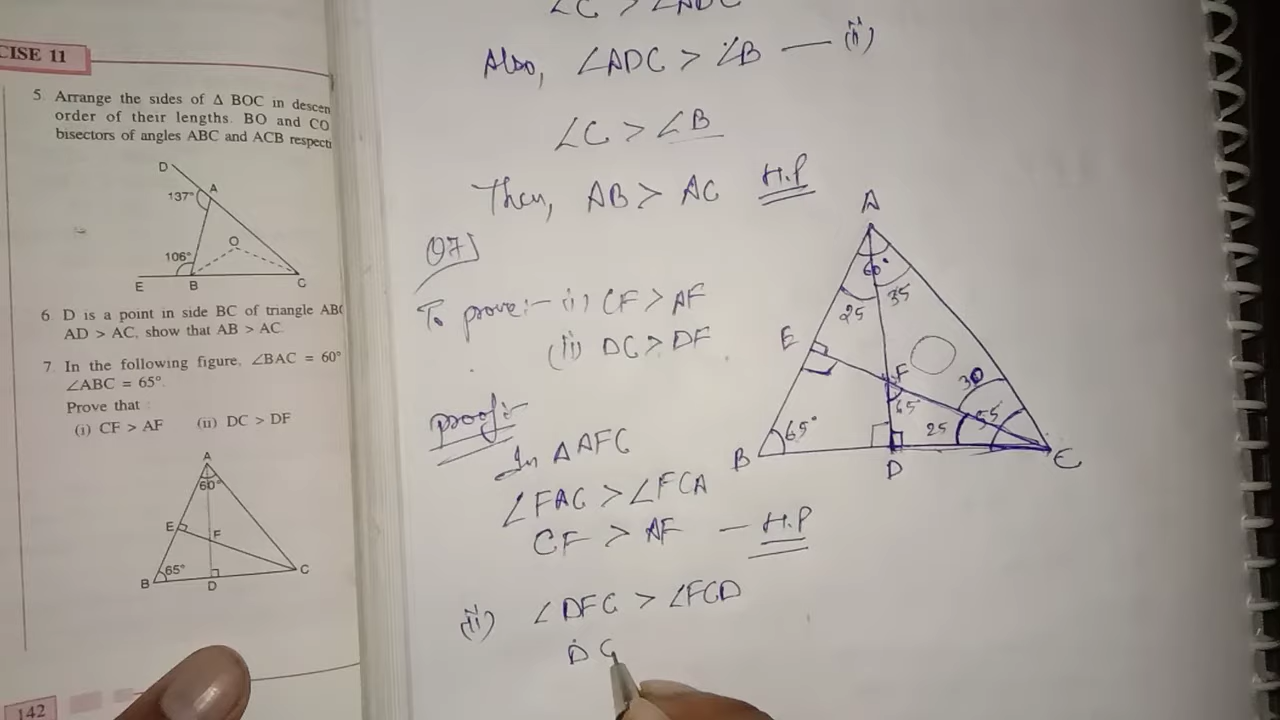 CISE 11
5. Arrange the sides of Δ BOC in descen
order of their lengths. BO and CO
bisectors of angles ABC and ACB respecti
D
137°
A
O
106°
E
B
C
6. D is a point in side BC of triangle ABC
AD > AC, show that AB > AC.
7. In the following figure, ∠BAC = 60°
∠ABC = 65°.
Prove that :
(i) CF > AF (ii) DC > DF
A
60°
E
F
B
65°
D
C
142
∠C > ∠ADC
Also, ∠ADC > ∠B — (ii)
∠C > ∠B
Then, AB > AC H.P
Q7]
To prove:- (i) CF > AF
(ii) DC > DF
Proof:-
In Δ AFC
∠FAC > ∠FCA
CF > AF — H.P
(ii) ∠DFC > ∠FCD
DC
A
60°
25
35
E
F
30
65
55
25
65°
B
D
C